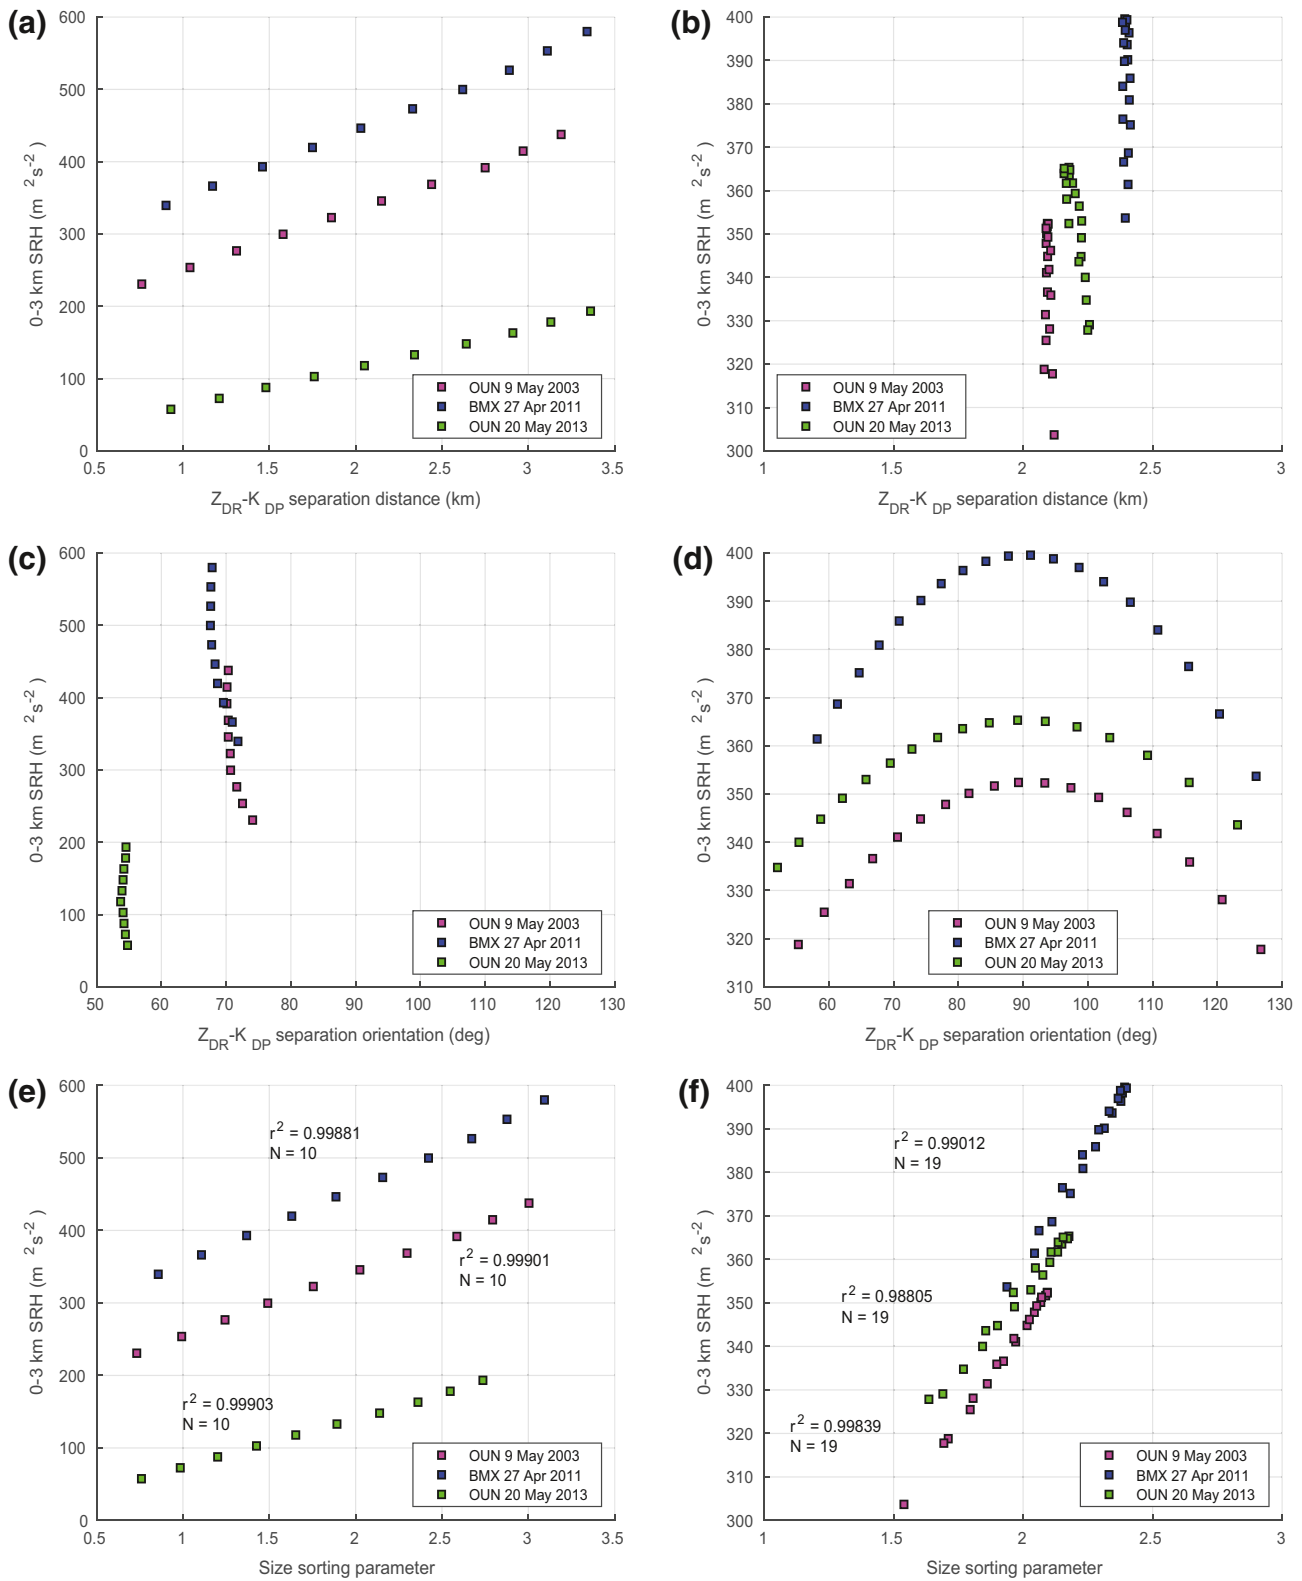 (a)
600
500
400
300
200
100
0
0-3 km SRH (m ²s⁻²)
0.5 1 1.5 2 2.5 3 3.5
Z_DR-K_DP separation distance (km)
OUN 9 May 2003
BMX 27 Apr 2011
OUN 20 May 2013
(b)
400
390
380
370
360
350
340
330
320
310
300
0-3 km SRH (m ²s⁻²)
1 1.5 2 2.5 3
Z_DR-K_DP separation distance (km)
OUN 9 May 2003
BMX 27 Apr 2011
OUN 20 May 2013
(c)
600
500
400
300
200
100
0
0-3 km SRH (m ²s⁻²)
50 60 70 80 90 100 110 120 130
Z_DR-K_DP separation orientation (deg)
OUN 9 May 2003
BMX 27 Apr 2011
OUN 20 May 2013
(d)
400
390
380
370
360
350
340
330
320
310
0-3 km SRH (m ²s⁻²)
50 60 70 80 90 100 110 120 130
Z_DR-K_DP separation orientation (deg)
OUN 9 May 2003
BMX 27 Apr 2011
OUN 20 May 2013
(e)
600
500
400
300
200
100
0
0-3 km SRH (m ²s⁻²)
r² = 0.99881
N = 10
r² = 0.99901
N = 10
r² = 0.99903
N = 10
0.5 1 1.5 2 2.5 3 3.5
Size sorting parameter
OUN 9 May 2003
BMX 27 Apr 2011
OUN 20 May 2013
(f)
400
390
380
370
360
350
340
330
320
310
300
0-3 km SRH (m ²s⁻²)
r² = 0.99012
N = 19
r² = 0.98805
N = 19
r² = 0.99839
N = 19
1 1.5 2 2.5 3
Size sorting parameter
OUN 9 May 2003
BMX 27 Apr 2011
OUN 20 May 2013